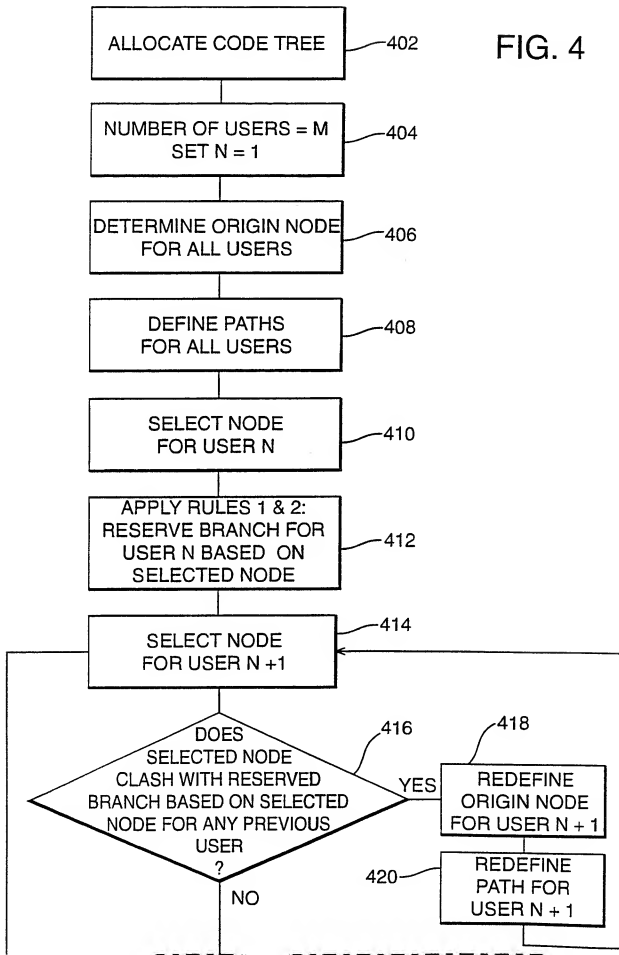 FIG. 4
ALLOCATE CODE TREE
402
NUMBER OF USERS = M
SET N = 1
404
DETERMINE ORIGIN NODE
FOR ALL USERS
406
DEFINE PATHS
FOR ALL USERS
408
SELECT NODE
FOR USER N
410
APPLY RULES 1 & 2:
RESERVE BRANCH FOR
USER N BASED ON
SELECTED NODE
412
SELECT NODE
FOR USER N +1
414
DOES
SELECTED NODE
CLASH WITH RESERVED
BRANCH BASED ON SELECTED
NODE FOR ANY PREVIOUS
USER
?
416
YES
NO
418
REDEFINE
ORIGIN NODE
FOR USER N + 1
420
REDEFINE
PATH FOR
USER N + 1